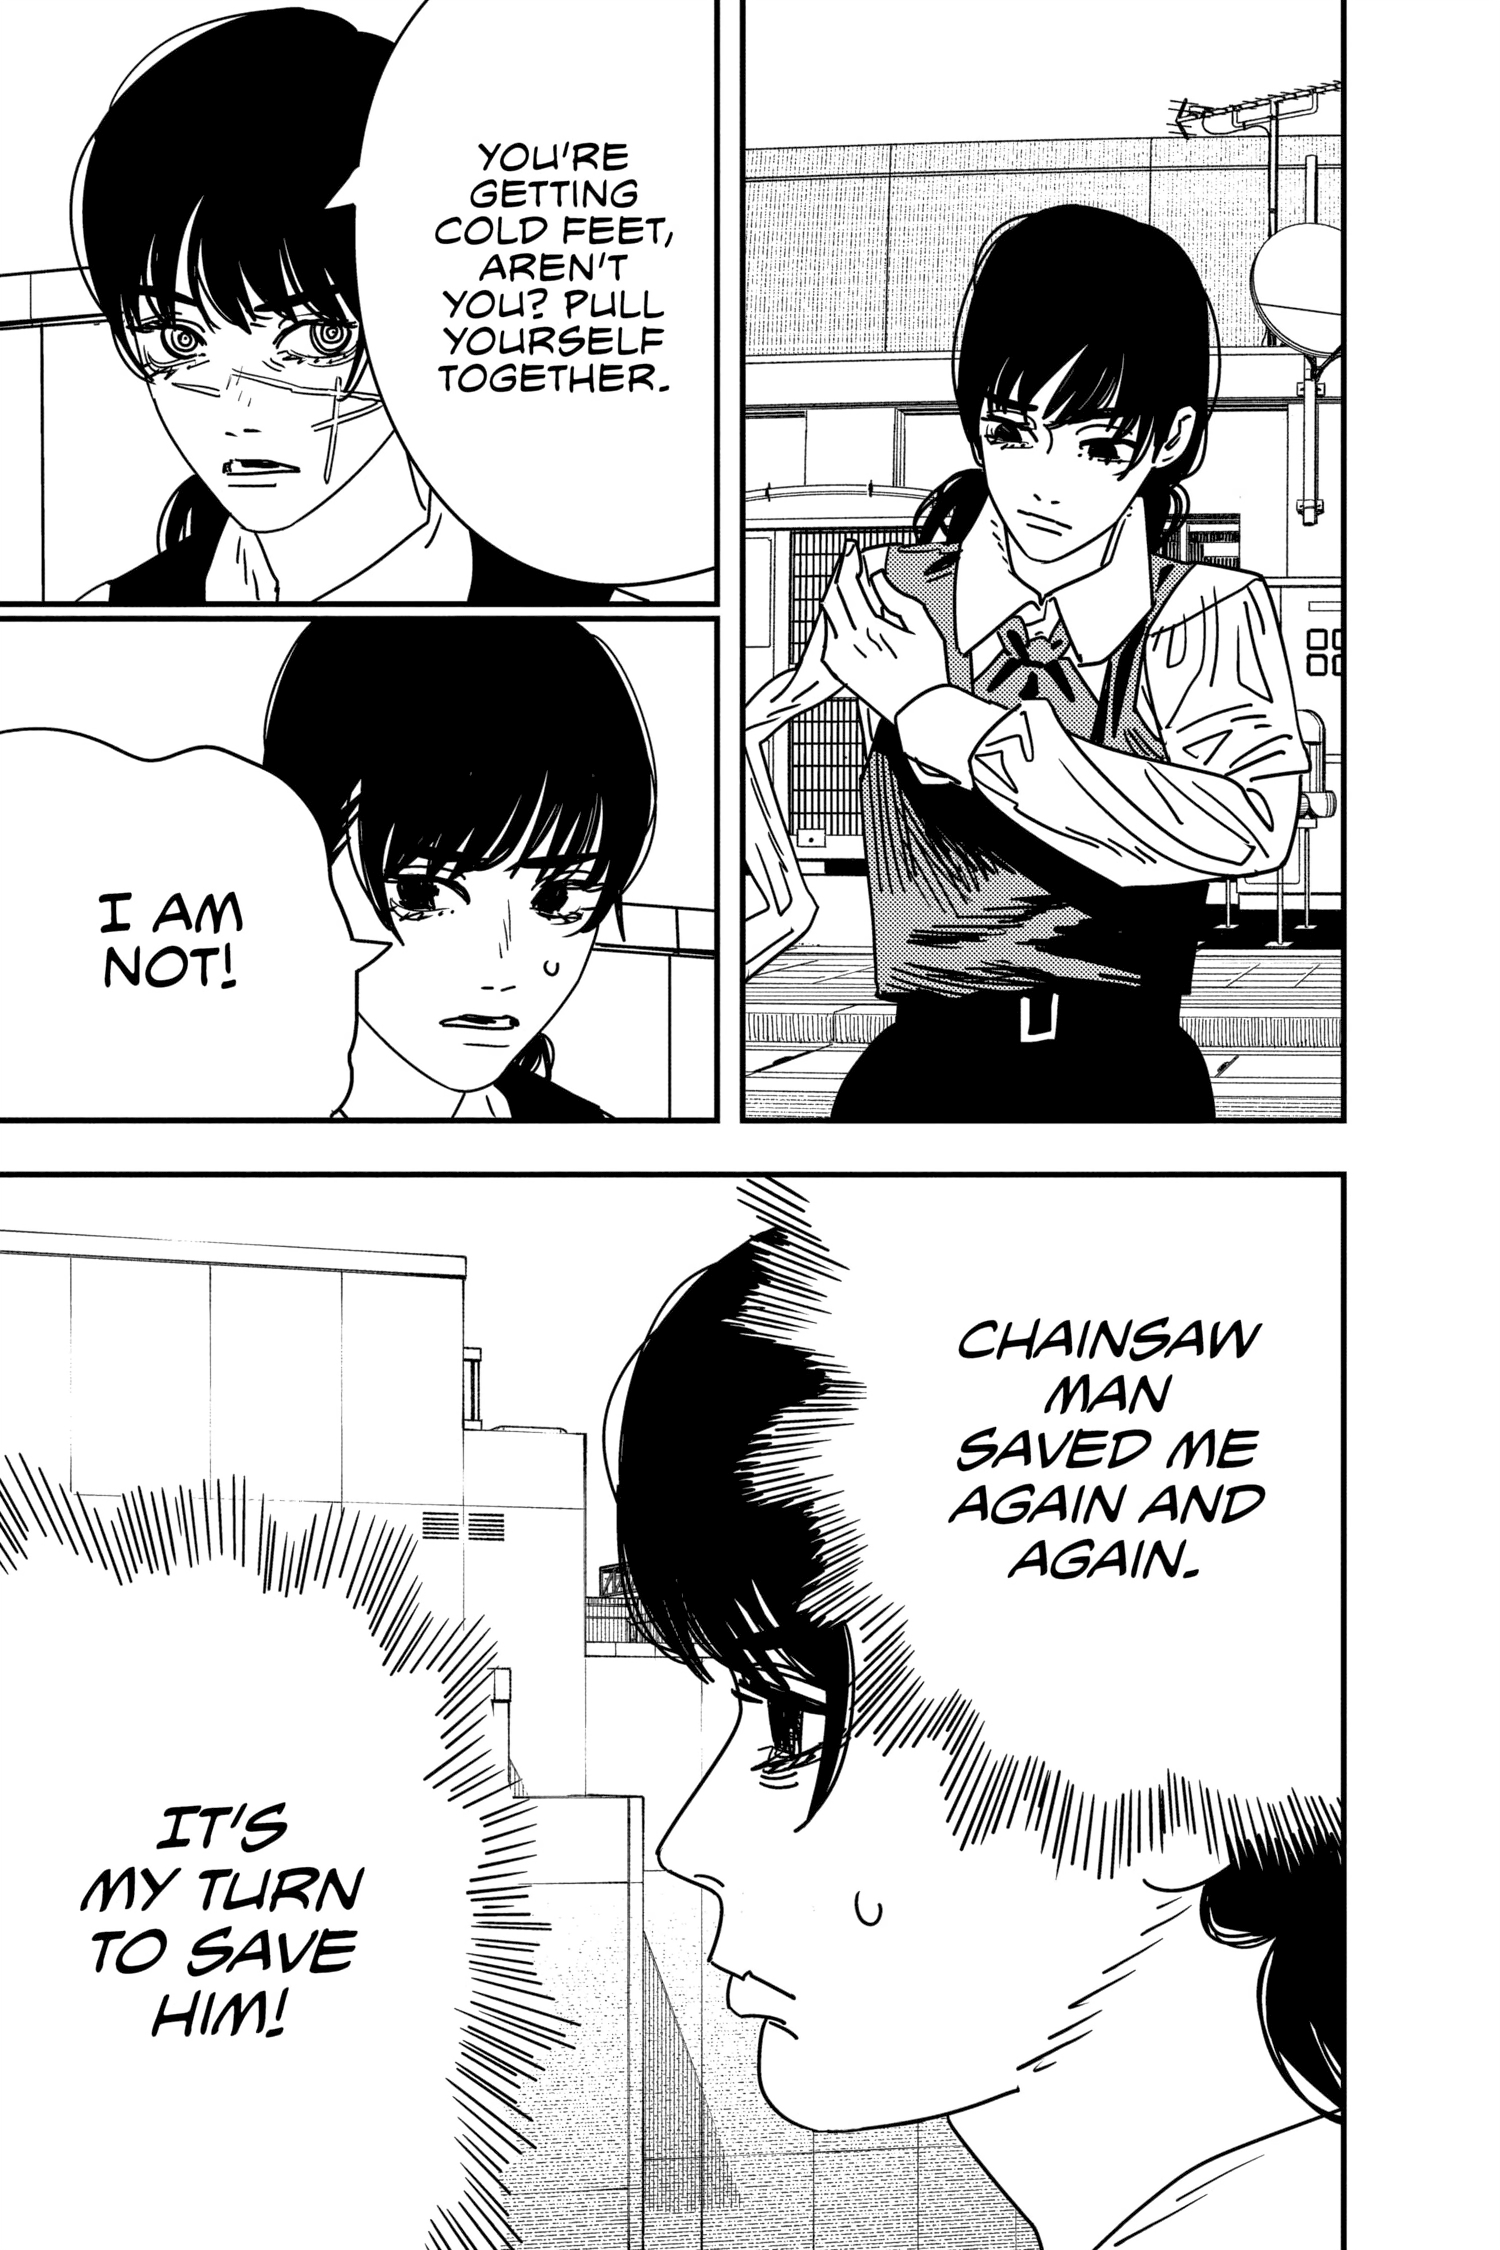 YOU'RE
GETTING
COLD FEET,
AREN'T
YOU? PULL
YOURSELF
TOGETHER.
I AM
NOT!
CHAINSAW
MAN
SAVED ME
AGAIN AND
AGAIN.
IT'S
MY TURN
TO SAVE
HIM!